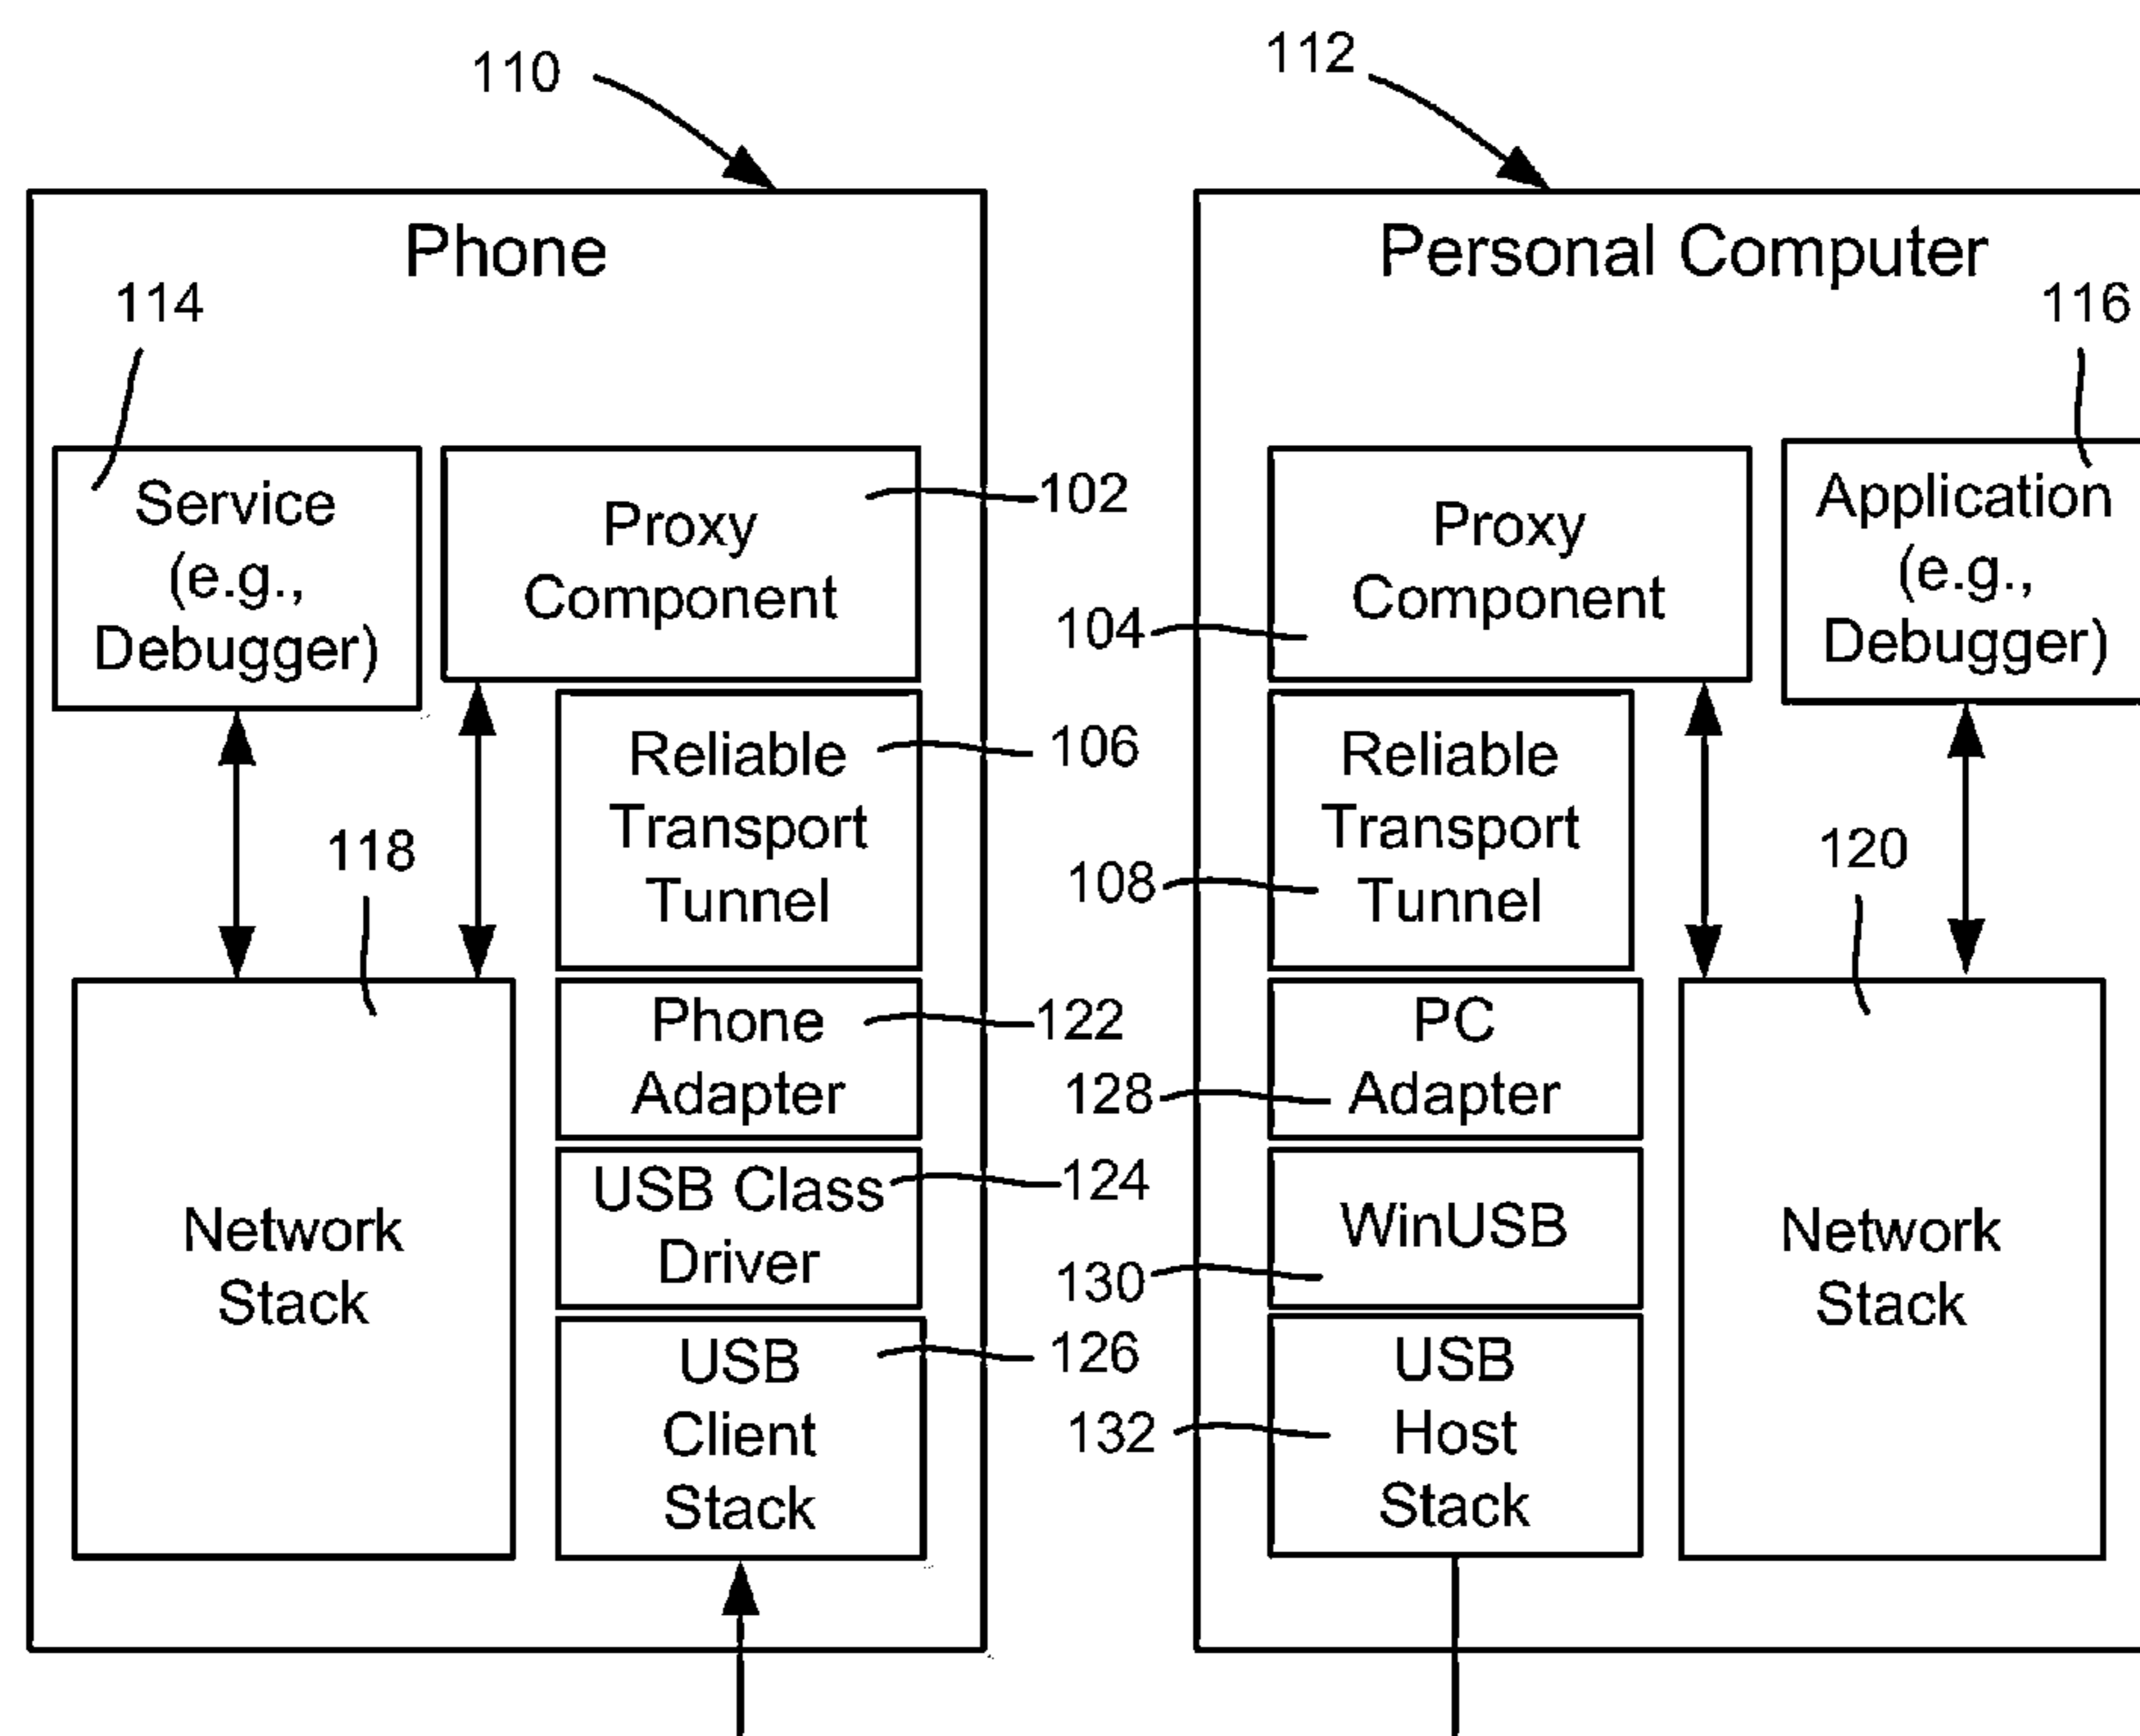 110
112
Phone
Personal Computer
114
116
Service
(e.g.,
Debugger)
Proxy
Component
102
104
Proxy
Component
Application
(e.g.,
Debugger)
Reliable
Transport
Tunnel
106
108
Reliable
Transport
Tunnel
118
120
Phone
Adapter
122
128
PC
Adapter
Network
Stack
USB Class
Driver
124
130
WinUSB
Network
Stack
USB
Client
Stack
126
132
USB
Host
Stack